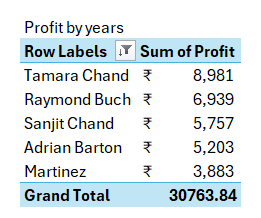 Profit by years
Row Labels Sum of Profit
Tamara Chand ₹ 8,981
Raymond Buch ₹ 6,939
Sanjit Chand ₹ 5,757
Adrian Barton ₹ 5,203
Martinez ₹ 3,883
Grand Total 30763.84